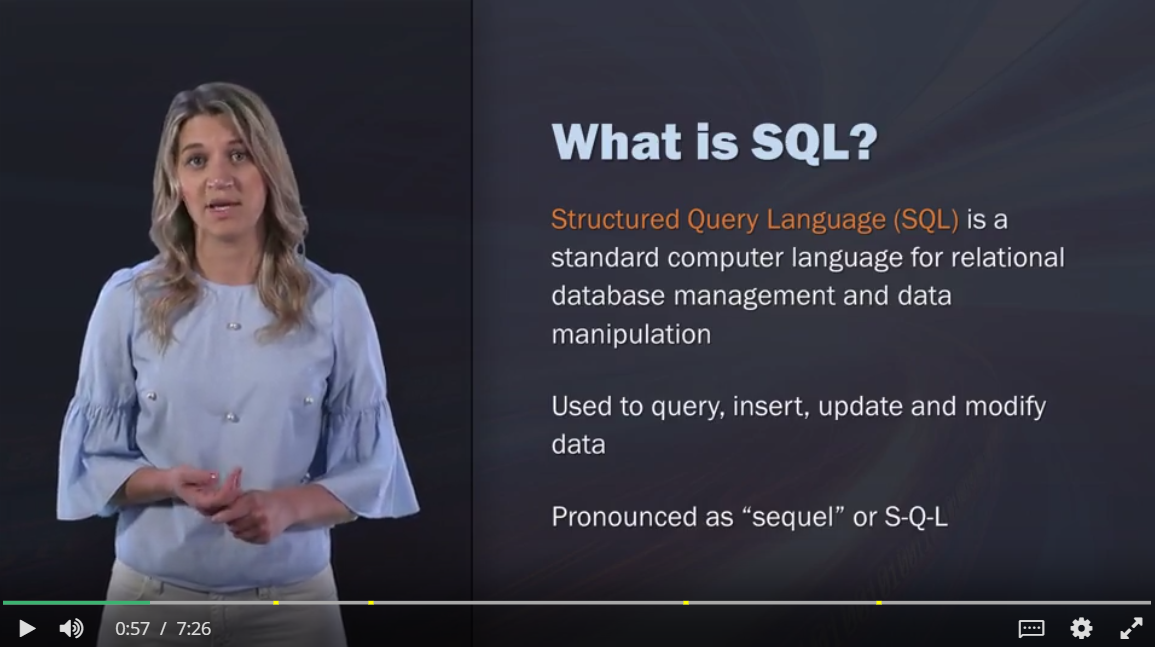 What is SQL?
Structured Query Language (SQL) is a
standard computer language for relational
database management and data
manipulation
Used to query, insert, update and modify
data
Pronounced as “sequel” or S-Q-L
0:57 / 7:26